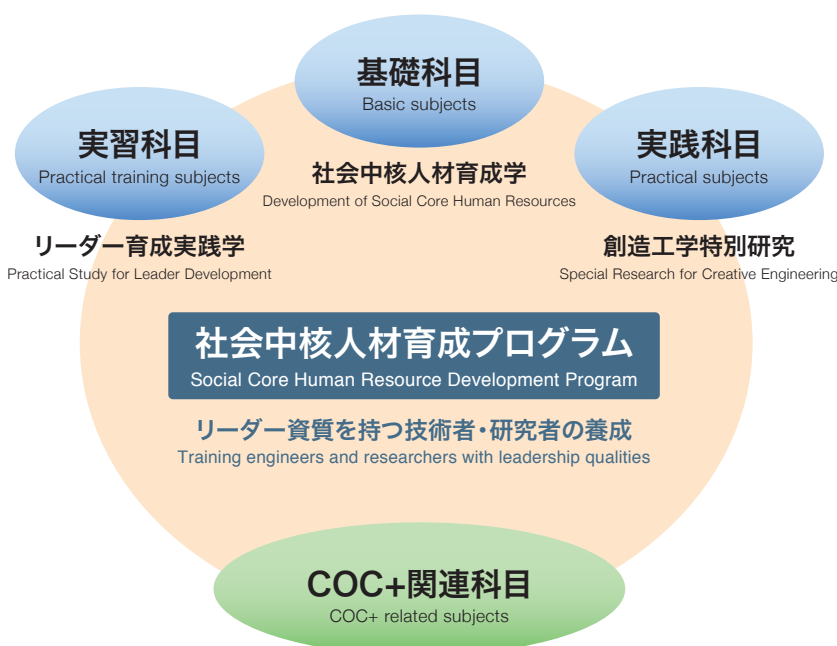 基礎科目
Basic subjects
実習科目
Practical training subjects
実践科目
Practical subjects
社会中核人材育成学
Development of Social Core Human Resources
リーダー育成実践学
Practical Study for Leader Development
創造工学特別研究
Special Research for Creative Engineering
社会中核人材育成プログラム
Social Core Human Resource Development Program
リーダー資質を持つ技術者・研究者の養成
Training engineers and researchers with leadership qualities
COC+関連科目
COC+ related subjects